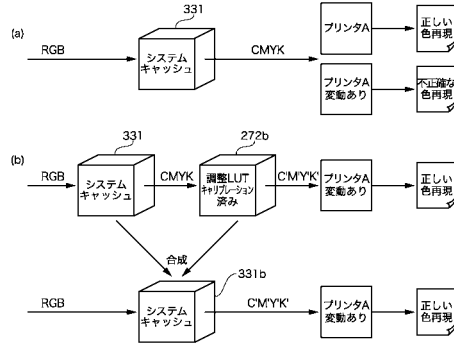 (a)
331
RGB
システム
キャッシュ
CMYK
プリンタA
正しい
色再現
プリンタA
変動あり
不正確な
色再現
(b)
331
272b
RGB
システム
キャッシュ
CMYK
調整LUT
キャリブレーション
済み
C'M'Y'K'
プリンタA
変動あり
正しい
色再現
合成
331b
RGB
システム
キャッシュ
C'M'Y'K'
プリンタA
変動あり
正しい
色再現